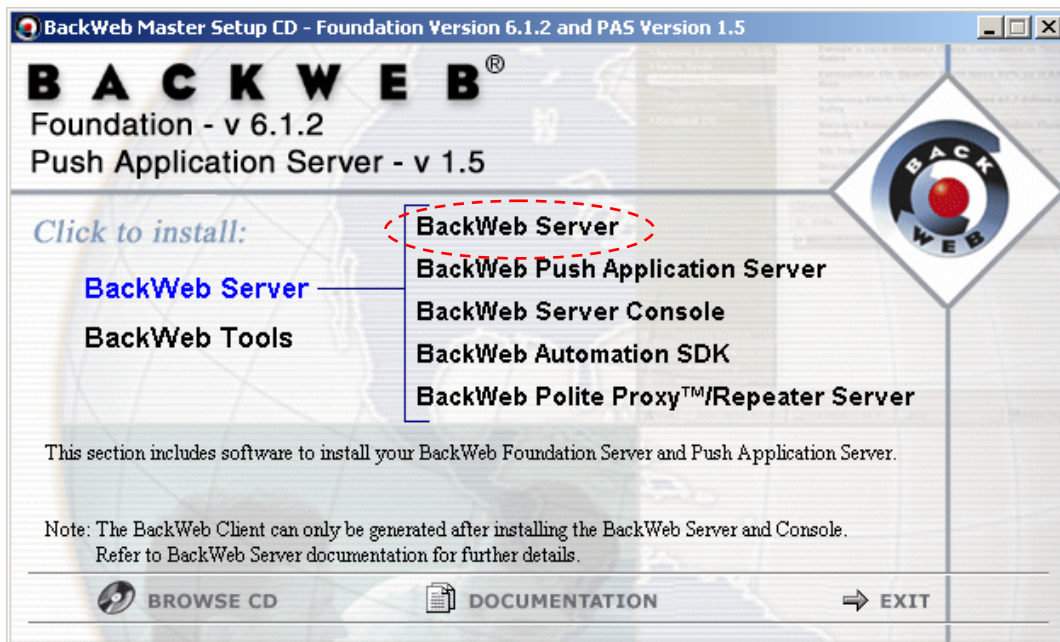 BackWeb Master Setup CD - Foundation Version 6.1.2 and PAS Version 1.5
BACKWEB®
Foundation - v 6.1.2
Push Application Server - v 1.5
BACK
WEB
Click to install:
BackWeb Server
BackWeb Tools
BackWeb Server
BackWeb Push Application Server
BackWeb Server Console
BackWeb Automation SDK
BackWeb Polite Proxy™/Repeater Server
This section includes software to install your BackWeb Foundation Server and Push Application Server.
Note: The BackWeb Client can only be generated after installing the BackWeb Server and Console.
Refer to BackWeb Server documentation for further details.
BROWSE CD
DOCUMENTATION
EXIT